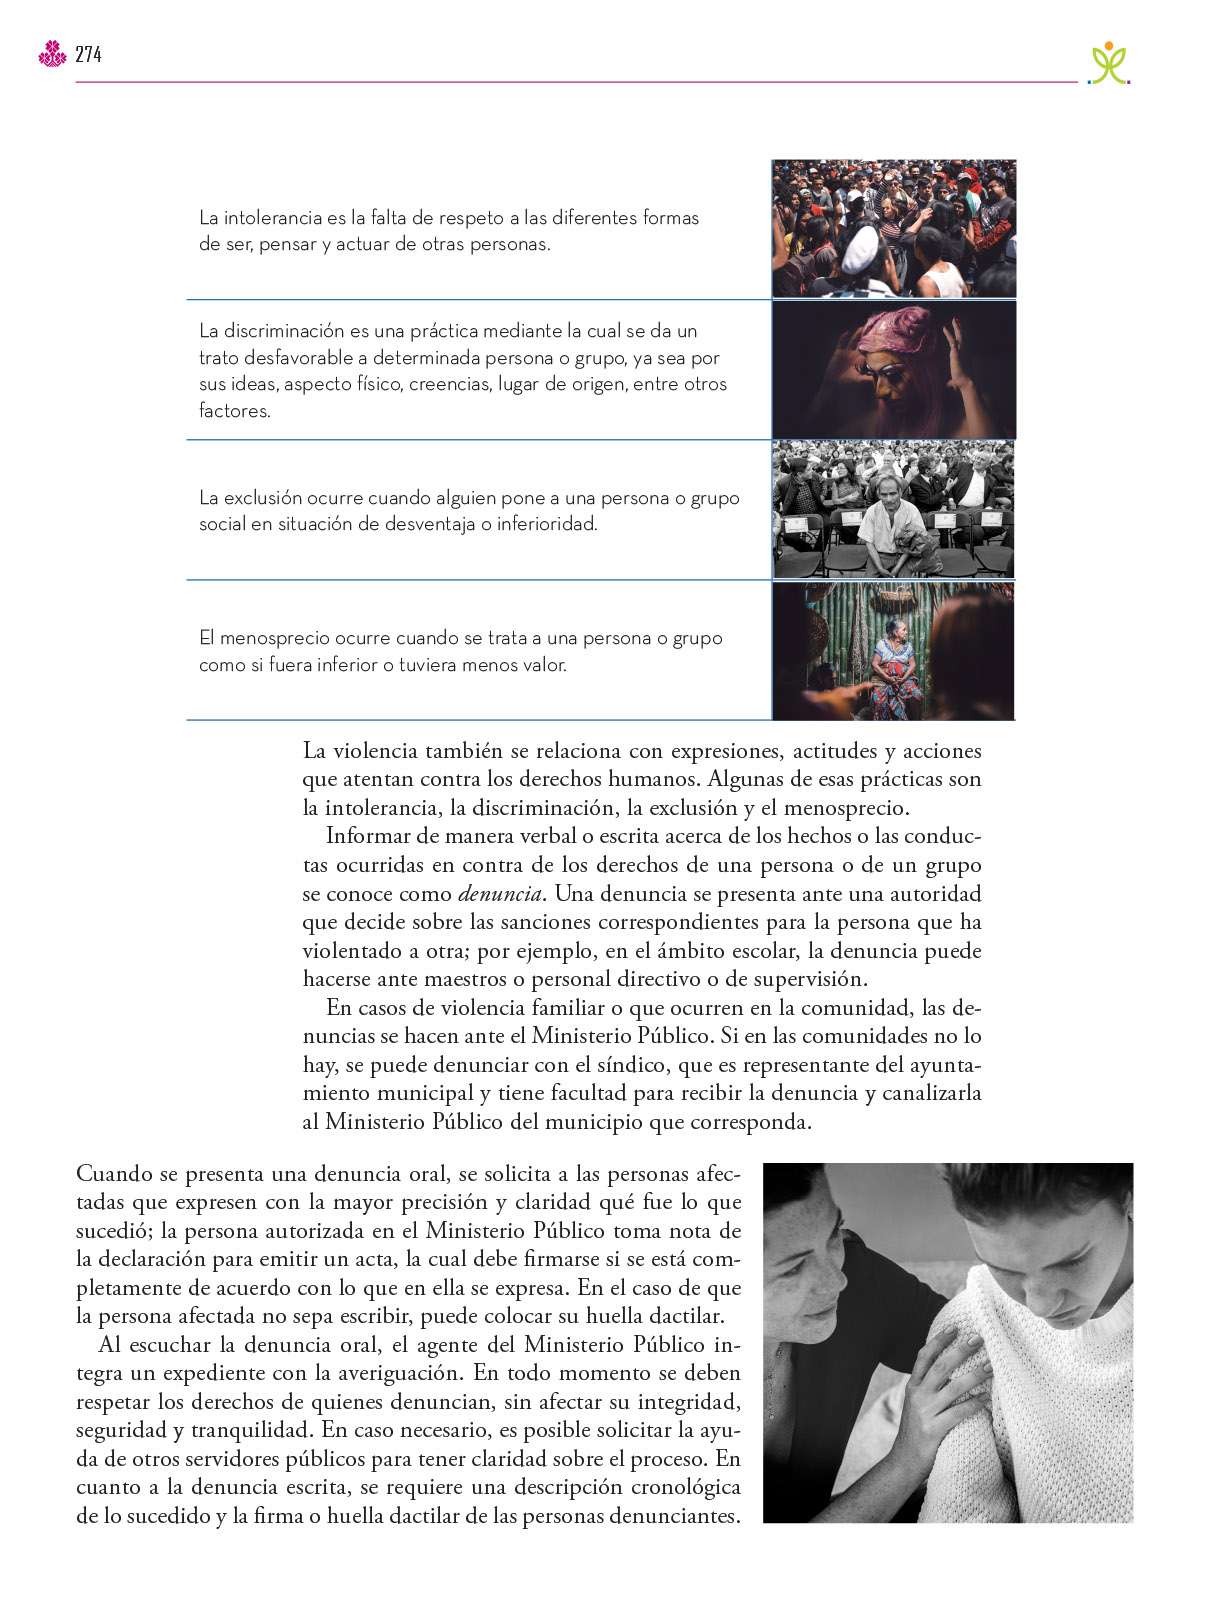 274
La intolerancia es la falta de respeto a las diferentes formas
de ser, pensar y actuar de otras personas.
La discriminación es una práctica mediante la cual se da un
trato desfavorable a determinada persona o grupo, ya sea por
sus ideas, aspecto físico, creencias, lugar de origen, entre otros
factores.
La exclusión ocurre cuando alguien pone a una persona o grupo
social en situación de desventaja o inferioridad.
El menosprecio ocurre cuando se trata a una persona o grupo
como si fuera inferior o tuviera menos valor.
La violencia también se relaciona con expresiones, actitudes y acciones
que atentan contra los derechos humanos. Algunas de esas prácticas son
la intolerancia, la discriminación, la exclusión y el menosprecio.
Informar de manera verbal o escrita acerca de los hechos o las conduc-
tas ocurridas en contra de los derechos de una persona o de un grupo
se conoce como denuncia. Una denuncia se presenta ante una autoridad
que decide sobre las sanciones correspondientes para la persona que ha
violentado a otra; por ejemplo, en el ámbito escolar, la denuncia puede
hacerse ante maestros o personal directivo o de supervisión.
En casos de violencia familiar o que ocurren en la comunidad, las de-
nuncias se hacen ante el Ministerio Público. Si en las comunidades no lo
hay, se puede denunciar con el síndico, que es representante del ayunta-
miento municipal y tiene facultad para recibir la denuncia y canalizarla
al Ministerio Público del municipio que corresponda.
Cuando se presenta una denuncia oral, se solicita a las personas afec-
tadas que expresen con la mayor precisión y claridad qué fue lo que
sucedió; la persona autorizada en el Ministerio Público toma nota de
la declaración para emitir un acta, la cual debe firmarse si se está com-
pletamente de acuerdo con lo que en ella se expresa. En el caso de que
la persona afectada no sepa escribir, puede colocar su huella dactilar.
Al escuchar la denuncia oral, el agente del Ministerio Público in-
tegra un expediente con la averiguación. En todo momento se deben
respetar los derechos de quienes denuncian, sin afectar su integridad,
seguridad y tranquilidad. En caso necesario, es posible solicitar la ayu-
da de otros servidores públicos para tener claridad sobre el proceso. En
cuanto a la denuncia escrita, se requiere una descripción cronológica
de lo sucedido y la firma o huella dactilar de las personas denunciantes.